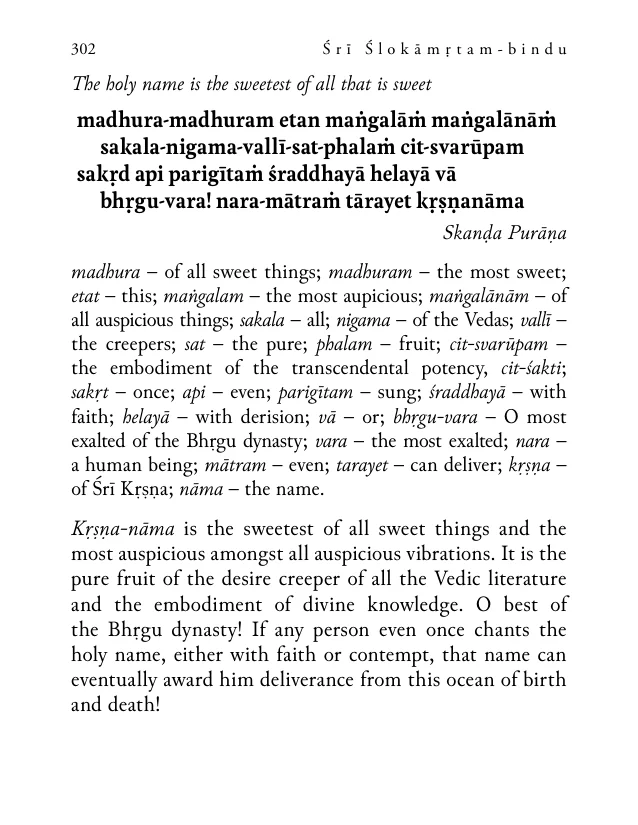 302 Śrī Ślokāmṛtam-bindu
The holy name is the sweetest of all that is sweet
madhura-madhuram etan maṅgalāṁ maṅgalānāṁ
sakala-nigama-vallī-sat-phalaṁ cit-svarūpam
sakṛd api parigītaṁ śraddhayā helayā vā
bhṛgu-vara! nara-mātraṁ tārayet kṛṣṇanāma
Skanḍa Purāṇa
madhura – of all sweet things; madhuram – the most sweet;
etat – this; maṅgalam – the most aupicious; maṅgalānām – of
all auspicious things; sakala – all; nigama – of the Vedas; vallī –
the creepers; sat – the pure; phalam – fruit; cit-svarūpam –
the embodiment of the transcendental potency, cit-śakti;
sakṛt – once; api – even; parigītam – sung; śraddhayā – with
faith; helayā – with derision; vā – or; bhṛgu-vara – O most
exalted of the Bhṛgu dynasty; vara – the most exalted; nara –
a human being; mātram – even; tarayet – can deliver; kṛṣṇa –
of Śrī Kṛṣṇa; nāma – the name.
Kṛṣṇa-nāma is the sweetest of all sweet things and the
most auspicious amongst all auspicious vibrations. It is the
pure fruit of the desire creeper of all the Vedic literature
and the embodiment of divine knowledge. O best of
the Bhṛgu dynasty! If any person even once chants the
holy name, either with faith or contempt, that name can
eventually award him deliverance from this ocean of birth
and death!